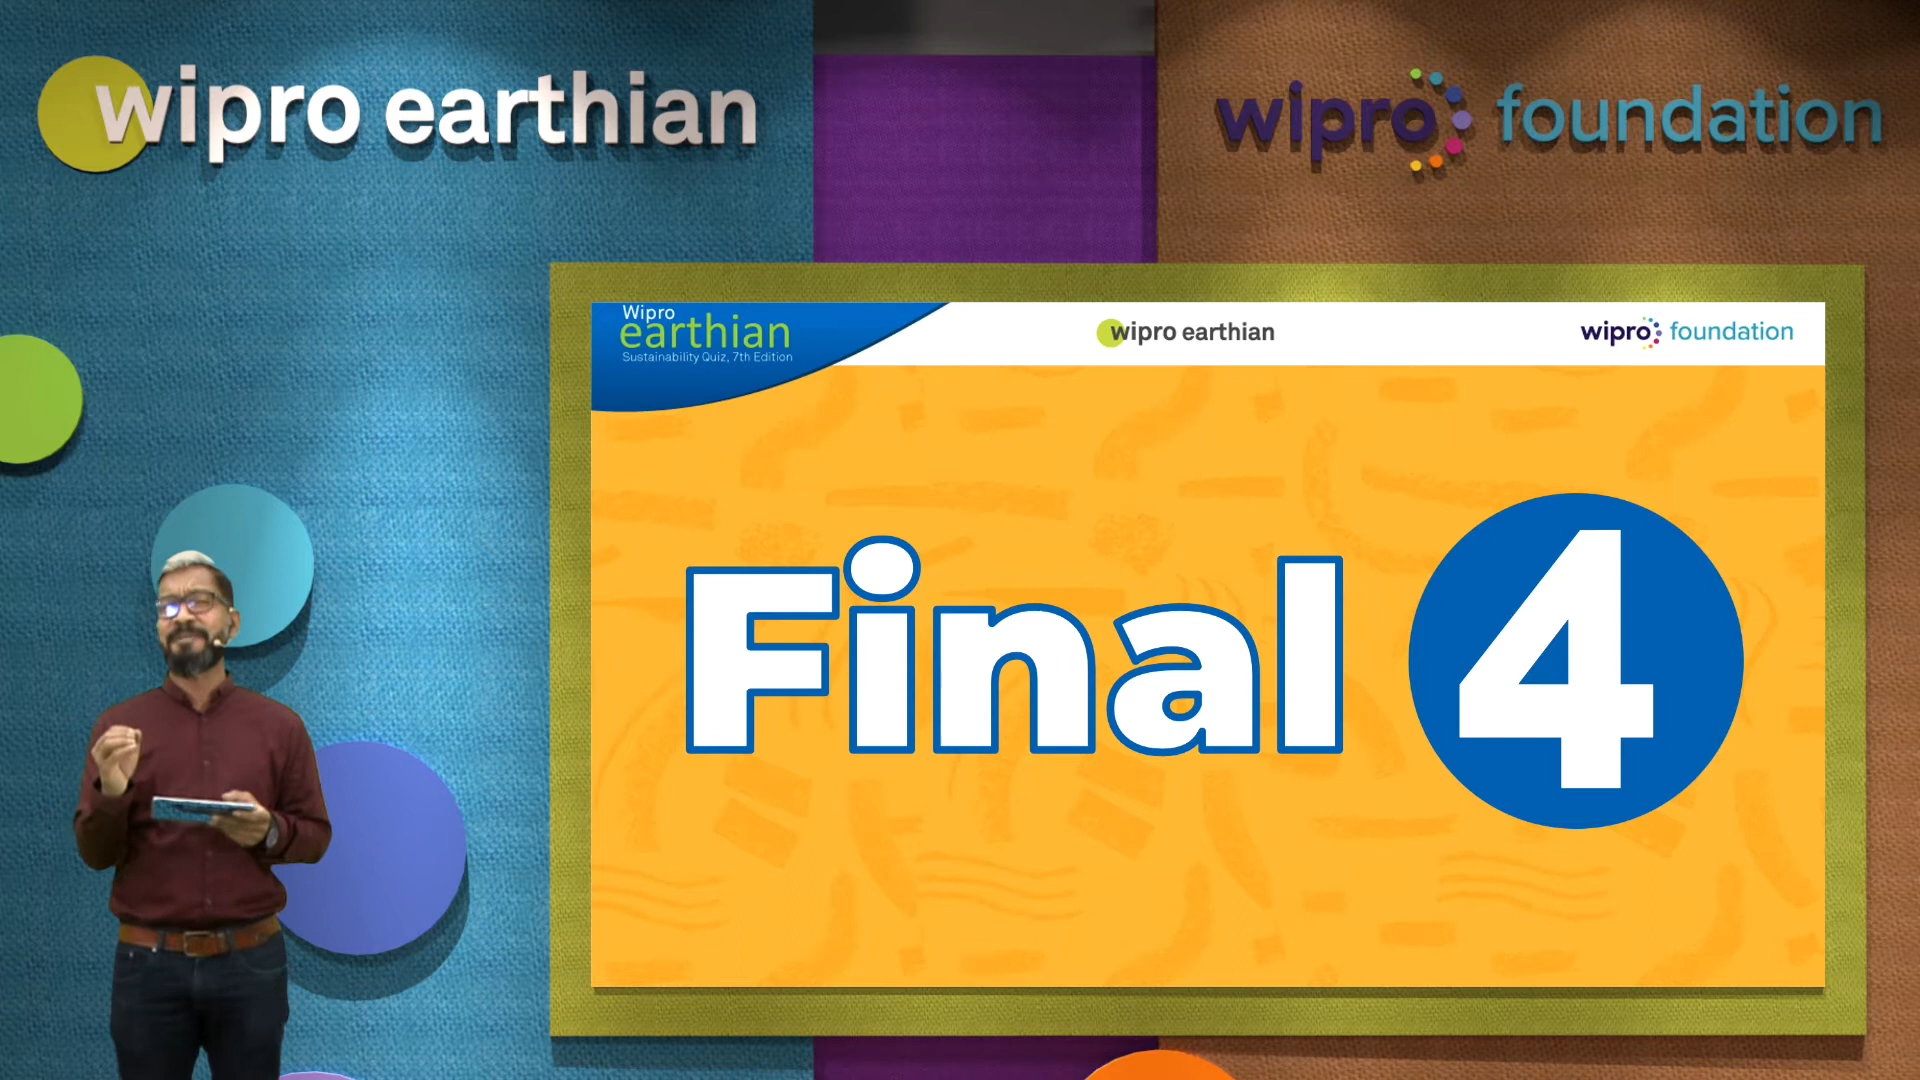 wipro earthian
wipro foundation
Wipro
earthian
Sustainability Quiz, 7th Edition
wipro earthian
wipro foundation
Final 4